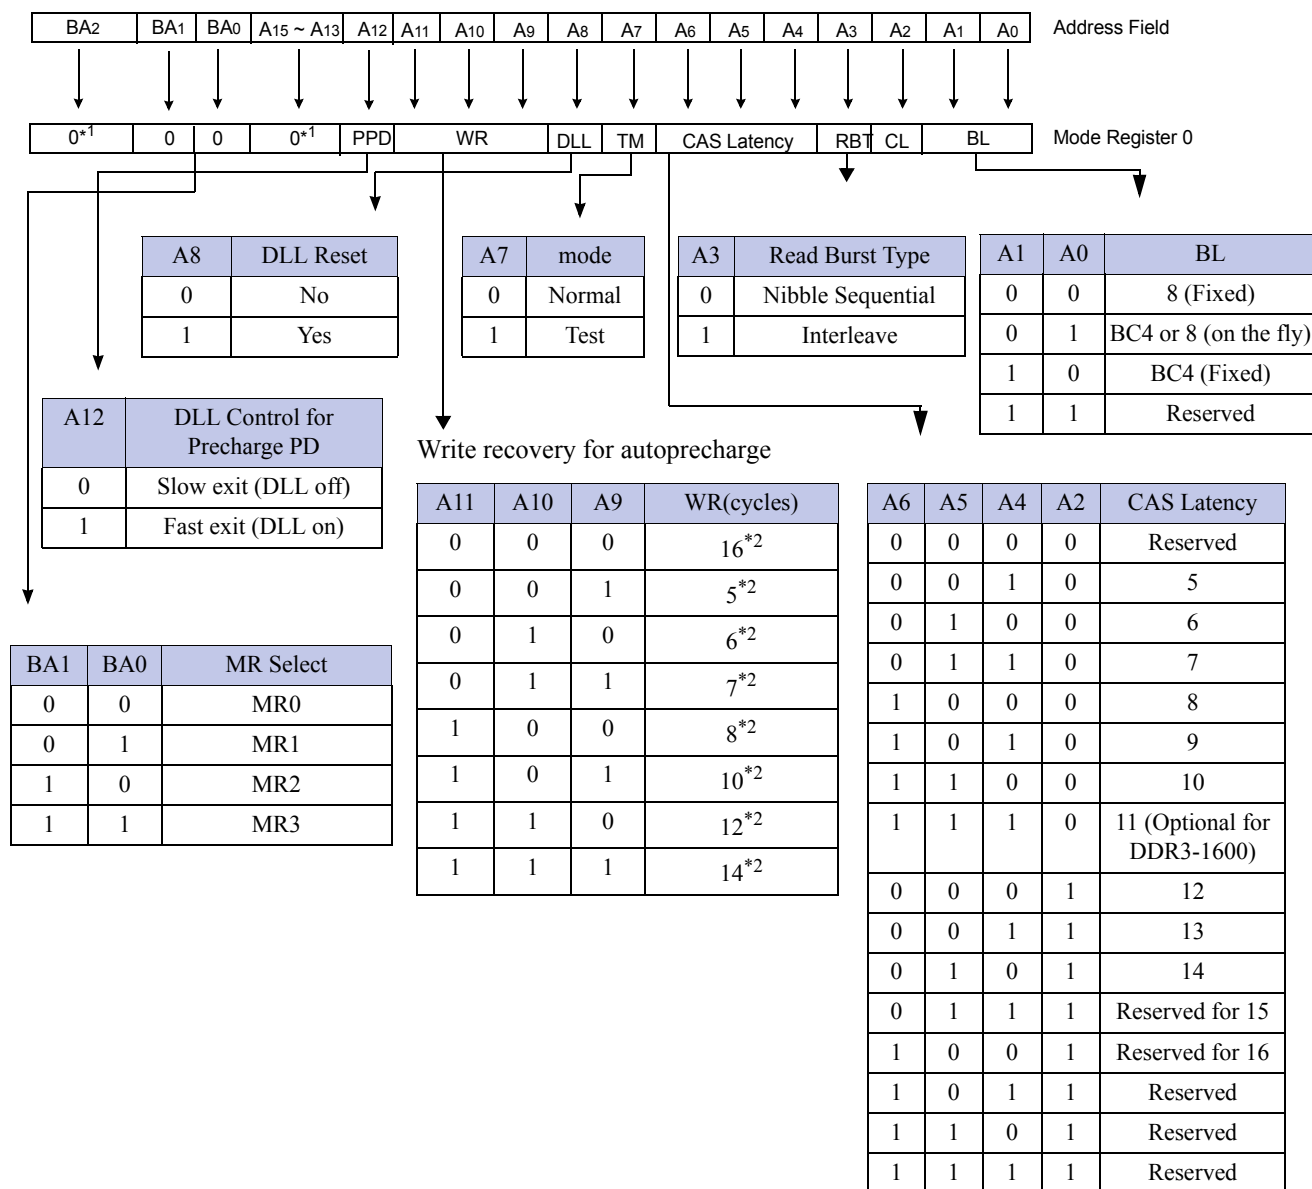 BA2 BA1 BA0 A15 ~ A13 A12 A11 A10 A9 A8 A7 A6 A5 A4 A3 A2 A1 A0 Address Field
0*1 0 0 0*1 PPD WR DLL TM CAS Latency RBT CL BL Mode Register 0
A8 DLL Reset
0 No
1 Yes
A7 mode
0 Normal
1 Test
A3 Read Burst Type
0 Nibble Sequential
1 Interleave
A1 A0 BL
0 0 8 (Fixed)
0 1 BC4 or 8 (on the fly)
1 0 BC4 (Fixed)
1 1 Reserved
A12 DLL Control for
Precharge PD
0 Slow exit (DLL off)
1 Fast exit (DLL on)
Write recovery for autoprecharge
A11 A10 A9 WR(cycles)
0 0 0 16*2
0 0 1 5*2
0 1 0 6*2
0 1 1 7*2
1 0 0 8*2
1 0 1 10*2
1 1 0 12*2
1 1 1 14*2
A6 A5 A4 A2 CAS Latency
0 0 0 0 Reserved
0 0 1 0 5
0 1 0 0 6
0 1 1 0 7
1 0 0 0 8
1 0 1 0 9
1 1 0 0 10
1 1 1 0 11 (Optional for
DDR3-1600)
0 0 0 1 12
0 0 1 1 13
0 1 0 1 14
0 1 1 1 Reserved for 15
1 0 0 1 Reserved for 16
1 0 1 1 Reserved
1 1 0 1 Reserved
1 1 1 1 Reserved
BA1 BA0 MR Select
0 0 MR0
0 1 MR1
1 0 MR2
1 1 MR3